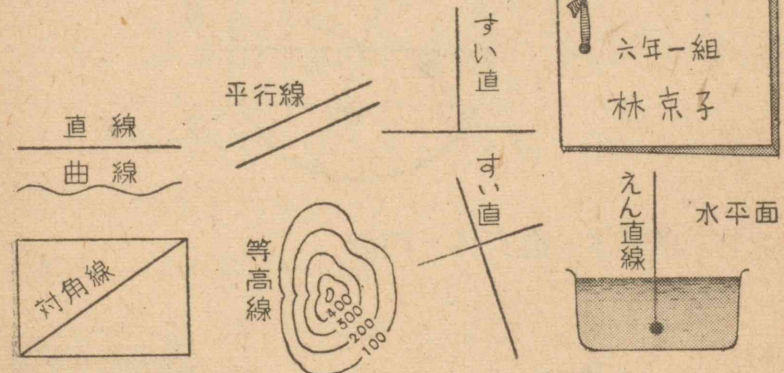 直線
曲線
対角線
平行線
等高線
400
300
200
100
すい直
すい直
六年一組
林京子
えん直線
水平面